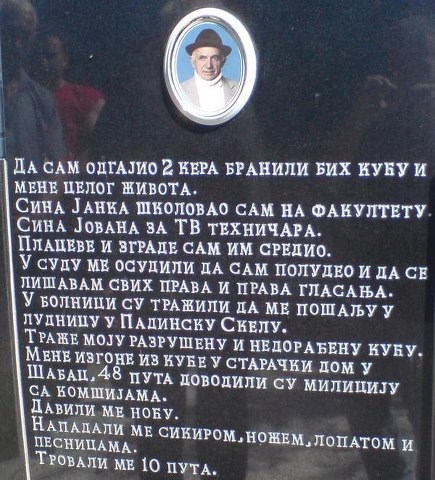 Да сам одгајио 2 кера бранили бих кућу и
мене целог живота.
Сина Јанка школовао сам на факултету.
Сина Јована за ТВ техничара.
Плацеве и зграде сам им средио.
У суду ме осудили да сам полудео и да се
лишавам свих права и права гласања.
У болници су тражили да ме пошаљу у
лудницу у Падинску Скелу.
Траже моју разрушену и недорађену кућу.
Мене изгоне из куће у старачки дом у
Шабац, 48 пута доводили су милицију
са комшијама.
Давили ме ноћу.
Нападали ме сикиром, ножем, лопатом и
песницама.
Тровали ме 10 пута.